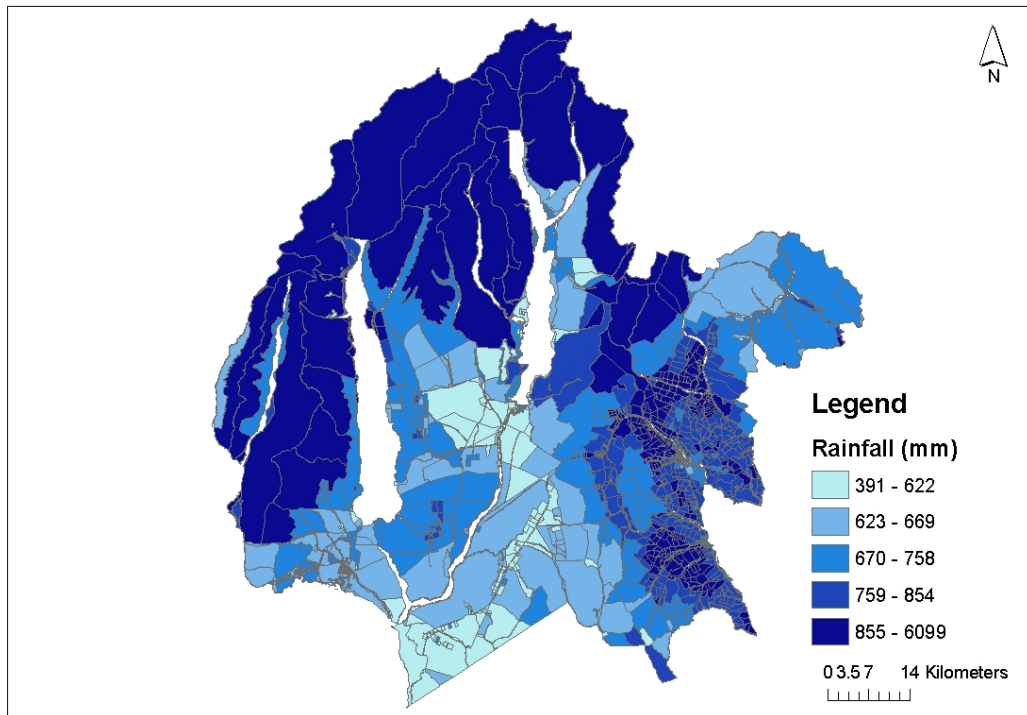 N
Legend
Rainfall (mm)
391 - 622
623 - 669
670 - 758
759 - 854
855 - 6099
0 3.5 7 14 Kilometers